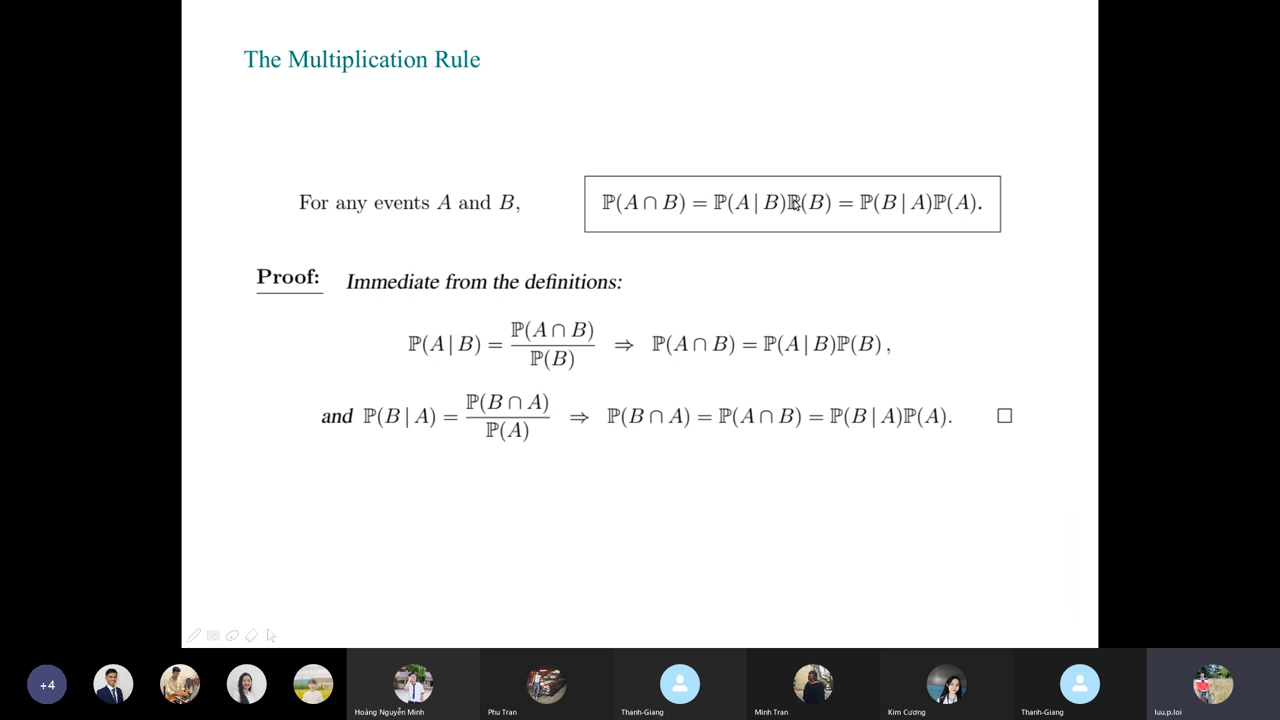 The Multiplication Rule
For any events A and B, ℙ(A ∩ B) = ℙ(A | B)ℙ(B) = ℙ(B | A)ℙ(A).
Proof: Immediate from the definitions:
ℙ(A | B) = ℙ(A ∩ B) / ℙ(B) ⇒ ℙ(A ∩ B) = ℙ(A | B)ℙ(B),
and ℙ(B | A) = ℙ(B ∩ A) / ℙ(A) ⇒ ℙ(B ∩ A) = ℙ(A ∩ B) = ℙ(B | A)ℙ(A). □
+4
Hoàng Nguyễn Minh
Phu Tran
Thanh-Giang
Minh Tran
Kim Cương
Thanh-Giang
luu.p.loi